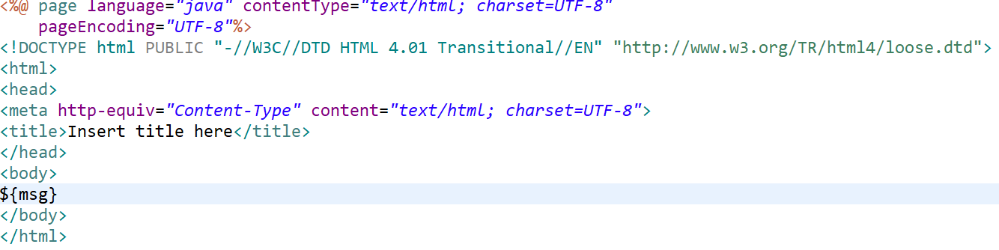 <%@ page language="java" contentType="text/html; charset=UTF-8"
    pageEncoding="UTF-8"%>
<!DOCTYPE html PUBLIC "-//W3C//DTD HTML 4.01 Transitional//EN" "http://www.w3.org/TR/html4/loose.dtd">
<html>
<head>
<meta http-equiv="Content-Type" content="text/html; charset=UTF-8">
<title>Insert title here</title>
</head>
<body>
${msg}
</body>
</html>